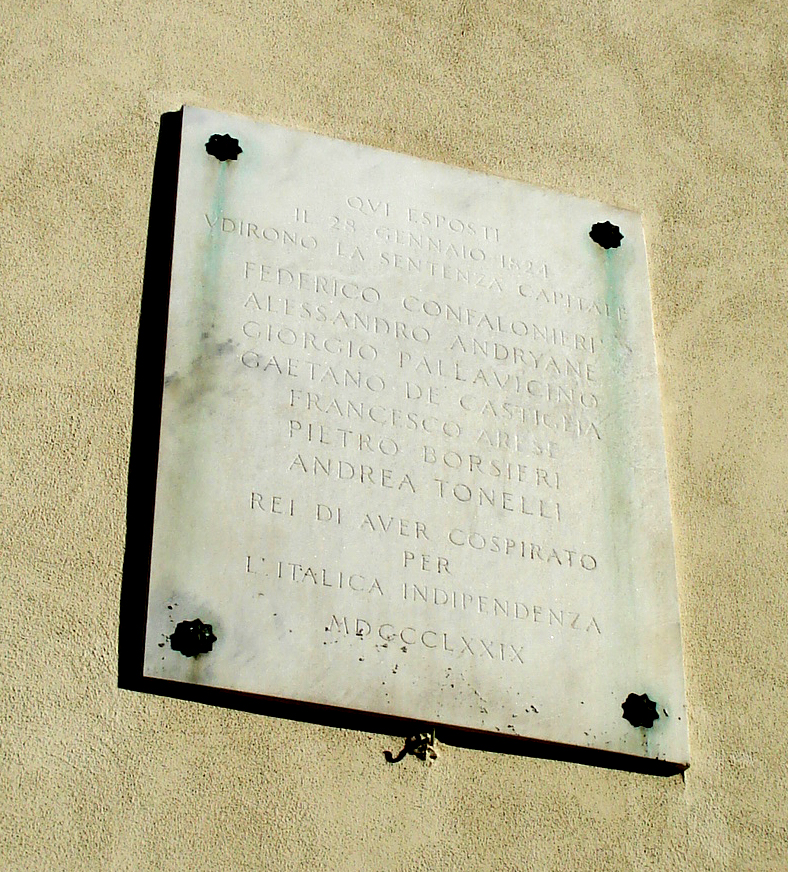 QVI ESPOSTI
IL 28 GENNAIO 1824
VDIRONO LA SENTENZA CAPITALE
FEDERICO CONFALONIERI
ALESSANDRO ANDRYANE
GIORGIO PALLAVICINO
GAETANO DE' CASTIGLIA
FRANCESCO ARESE
PIETRO BORSIERI
ANDREA TONELLI
REI DI AVER COSPIRATO
PER
L'ITALICA INDIPENDENZA
MDCCCLXXIX